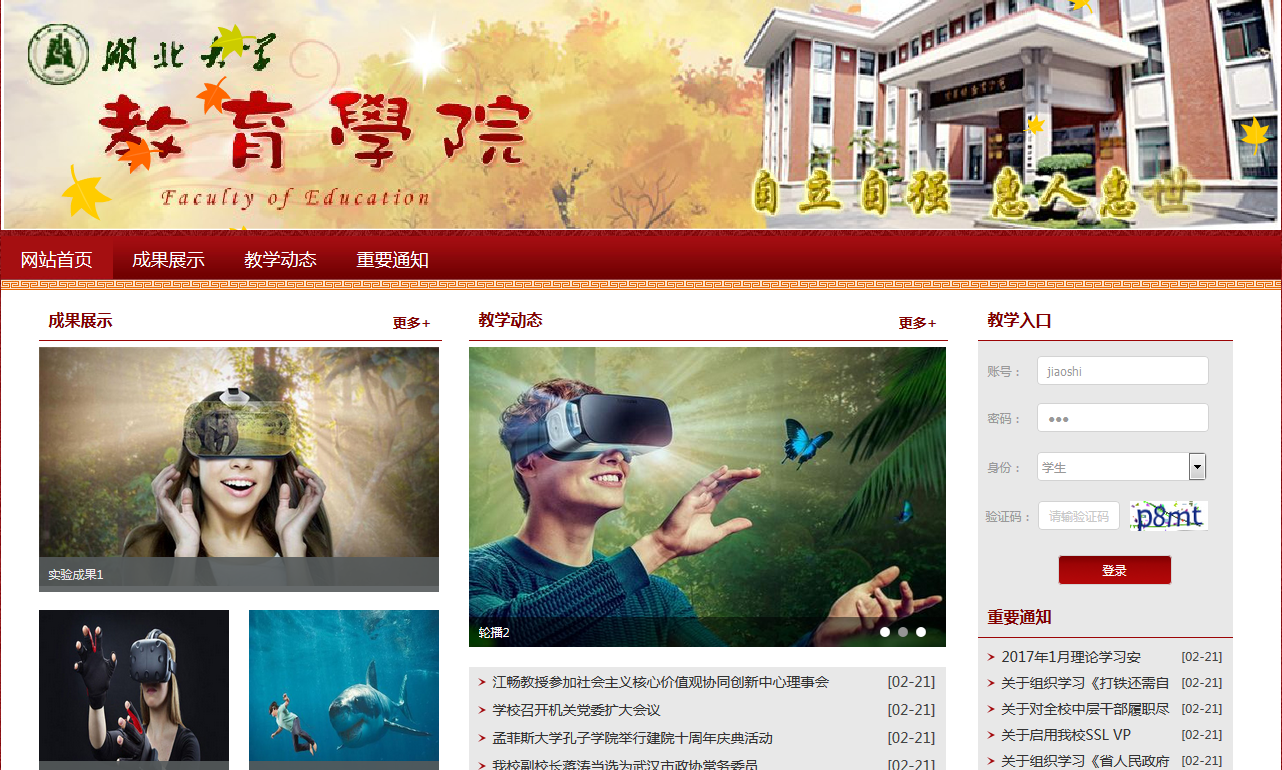 湖北大学
教育學院
Faculty of Education
自立自强 惠人惠世
网站首页 成果展示 教学动态 重要通知
成果展示 更多+
实验成果1
教学动态 更多+
轮播2
江畅教授参加社会主义核心价值观协同创新中心理事会 [02-21]
学校召开机关党委扩大会议 [02-21]
孟菲斯大学孔子学院举行建院十周年庆典活动 [02-21]
我校副校长蒋涛当选为武汉市政协常务委员 [02-21]
教学入口
账号： jiaoshi
密码： ●●●
身份： 学生
验证码： 请输验证码 p8mt
登录
重要通知
2017年1月理论学习安 [02-21]
关于组织学习《打铁还需自 [02-21]
关于对全校中层干部履职尽 [02-21]
关于启用我校SSL VP [02-21]
关于组织学习《省人民政府 [02-21]